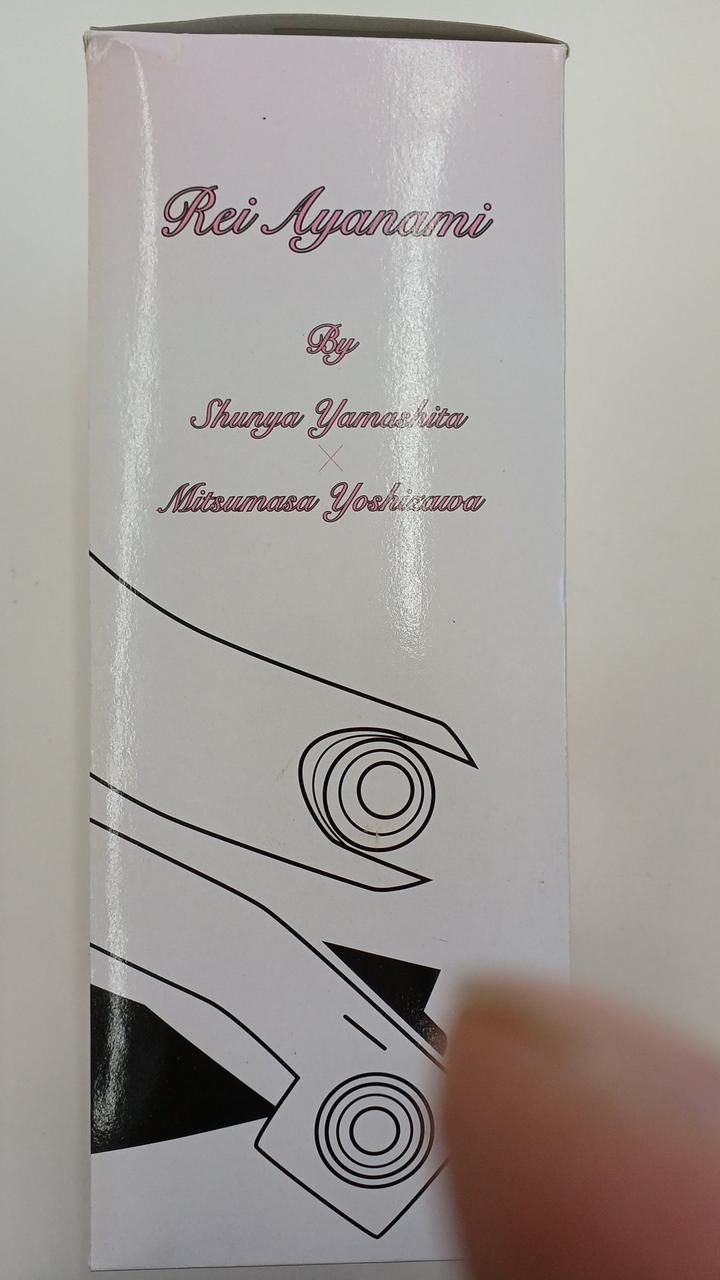 Rei Ayanami
By
Shunya Yamashita
×
Mitsumasa Yoshizawa